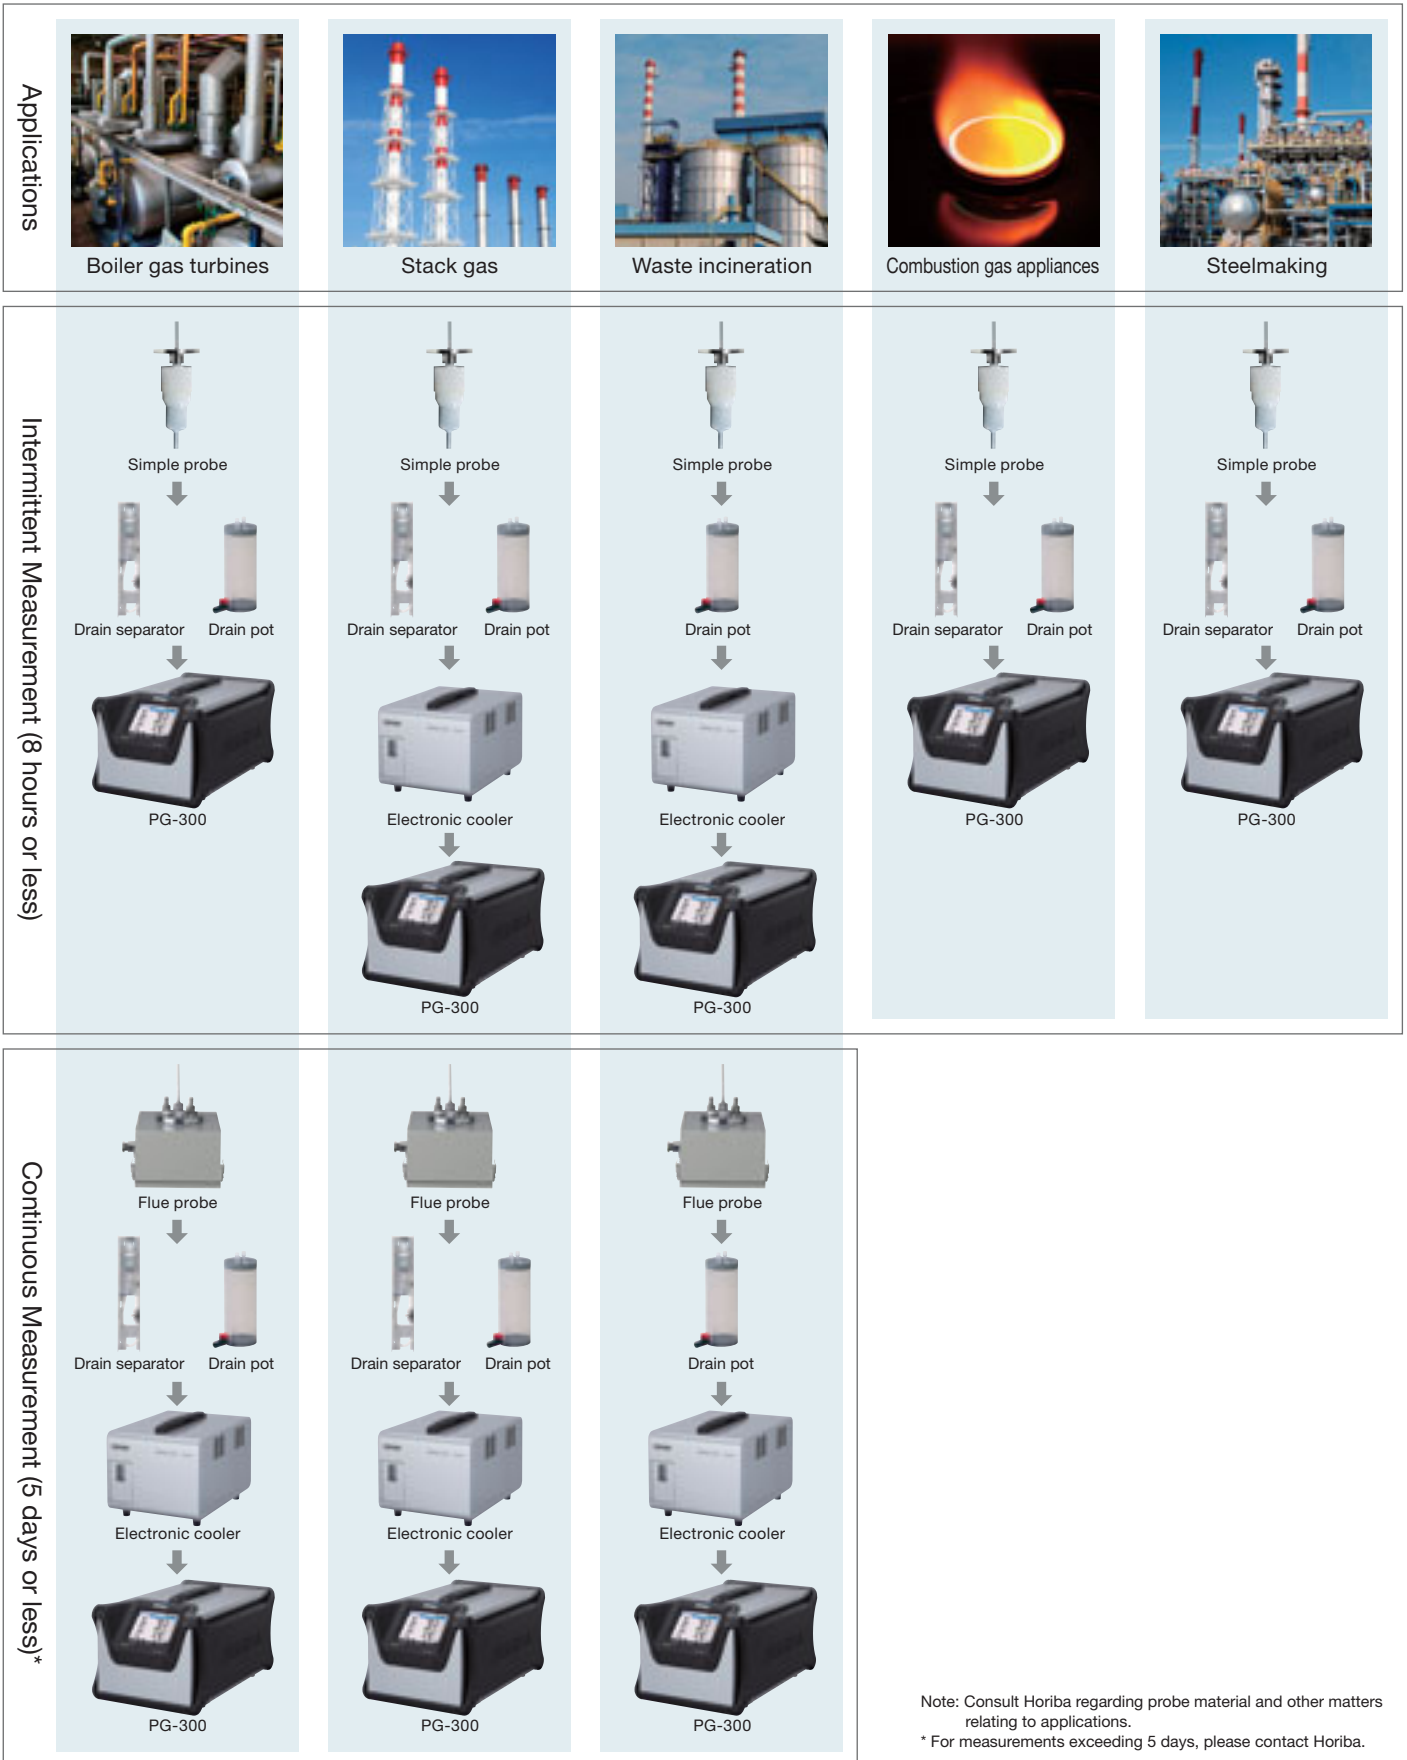 Applications
Boiler gas turbines
Stack gas
Waste incineration
Combustion gas appliances
Steelmaking
Intermittent Measurement (8 hours or less)
Simple probe
Simple probe
Simple probe
Simple probe
Simple probe
Drain separator
Drain pot
Drain separator
Drain pot
Drain pot
Drain separator
Drain pot
Drain separator
Drain pot
PG-300
Electronic cooler
Electronic cooler
PG-300
PG-300
PG-300
PG-300
Continuous Measurement (5 days or less)*
Flue probe
Flue probe
Flue probe
Drain separator
Drain pot
Drain separator
Drain pot
Drain pot
Electronic cooler
Electronic cooler
Electronic cooler
PG-300
PG-300
PG-300
Note: Consult Horiba regarding probe material and other matters
relating to applications.
* For measurements exceeding 5 days, please contact Horiba.